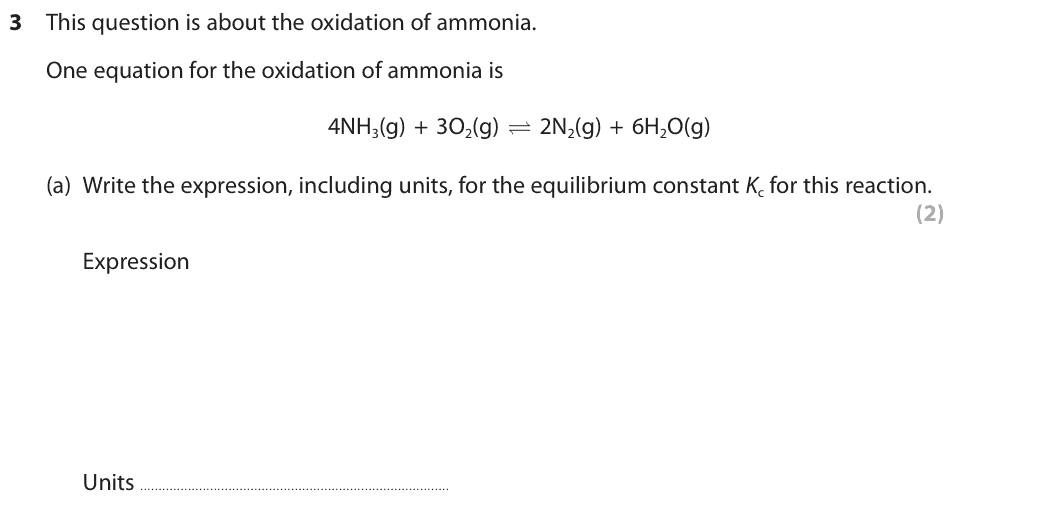 3 This question is about the oxidation of ammonia.
One equation for the oxidation of ammonia is
4NH₃(g) + 3O₂(g) ⇌ 2N₂(g) + 6H₂O(g)
(a) Write the expression, including units, for the equilibrium constant K꜀ for this reaction.
(2)
Expression
Units ................................................................................